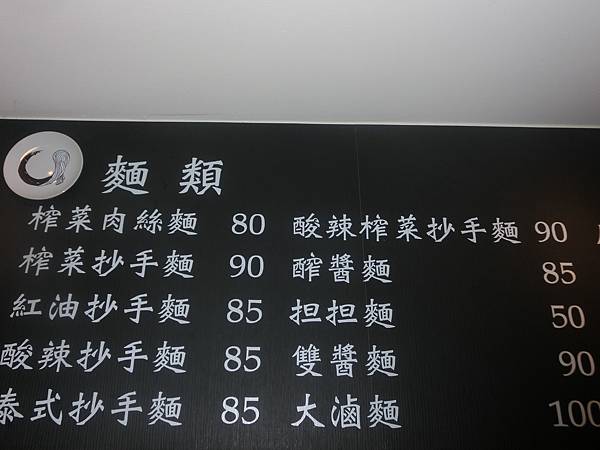 麵 類
榨菜肉絲麵 80 酸辣榨菜抄手麵 90
榨菜抄手麵 90 醡醬麵 85
紅油抄手麵 85 担担麵 50
酸辣抄手麵 85 雙醬麵 90
泰式抄手麵 85 大滷麵 100